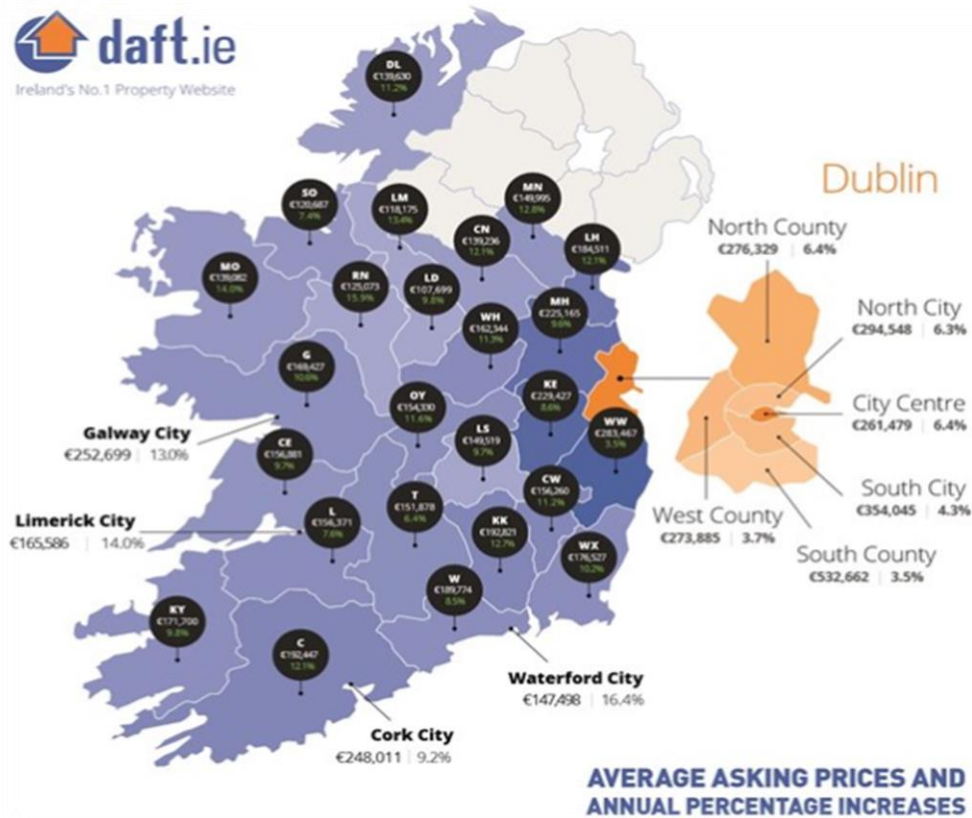 daft.ie
Ireland's No.1 Property Website
DL
€139,630
11.2%
SO
€120,687
7.4%
LM
€118,175
13.4%
MN
€149,995
12.8%
CN
€139,236
12.1%
LH
€184,511
12.1%
MO
€139,082
14.0%
RN
€125,073
15.9%
LD
€107,699
9.8%
MH
€225,165
9.6%
WH
€162,344
11.3%
G
€169,427
10.6%
OY
€154,330
11.6%
KE
€229,427
8.6%
LS
€149,519
9.7%
WW
€283,467
3.5%
Galway City
€252,699 | 13.0%
CE
€156,881
9.7%
CW
€156,260
11.2%
T
€151,878
6.4%
L
€156,371
7.6%
Limerick City
€165,586 | 14.0%
KK
€192,821
12.7%
WX
€176,527
10.2%
W
€189,774
8.5%
KY
€171,700
9.8%
C
€192,447
12.1%
Waterford City
€147,498 | 16.4%
Cork City
€248,011 | 9.2%
Dublin
North County
€276,329 | 6.4%
North City
€294,548 | 6.3%
City Centre
€261,479 | 6.4%
South City
€354,045 | 4.3%
West County
€273,885 | 3.7%
South County
€532,662 | 3.5%
AVERAGE ASKING PRICES AND
ANNUAL PERCENTAGE INCREASES